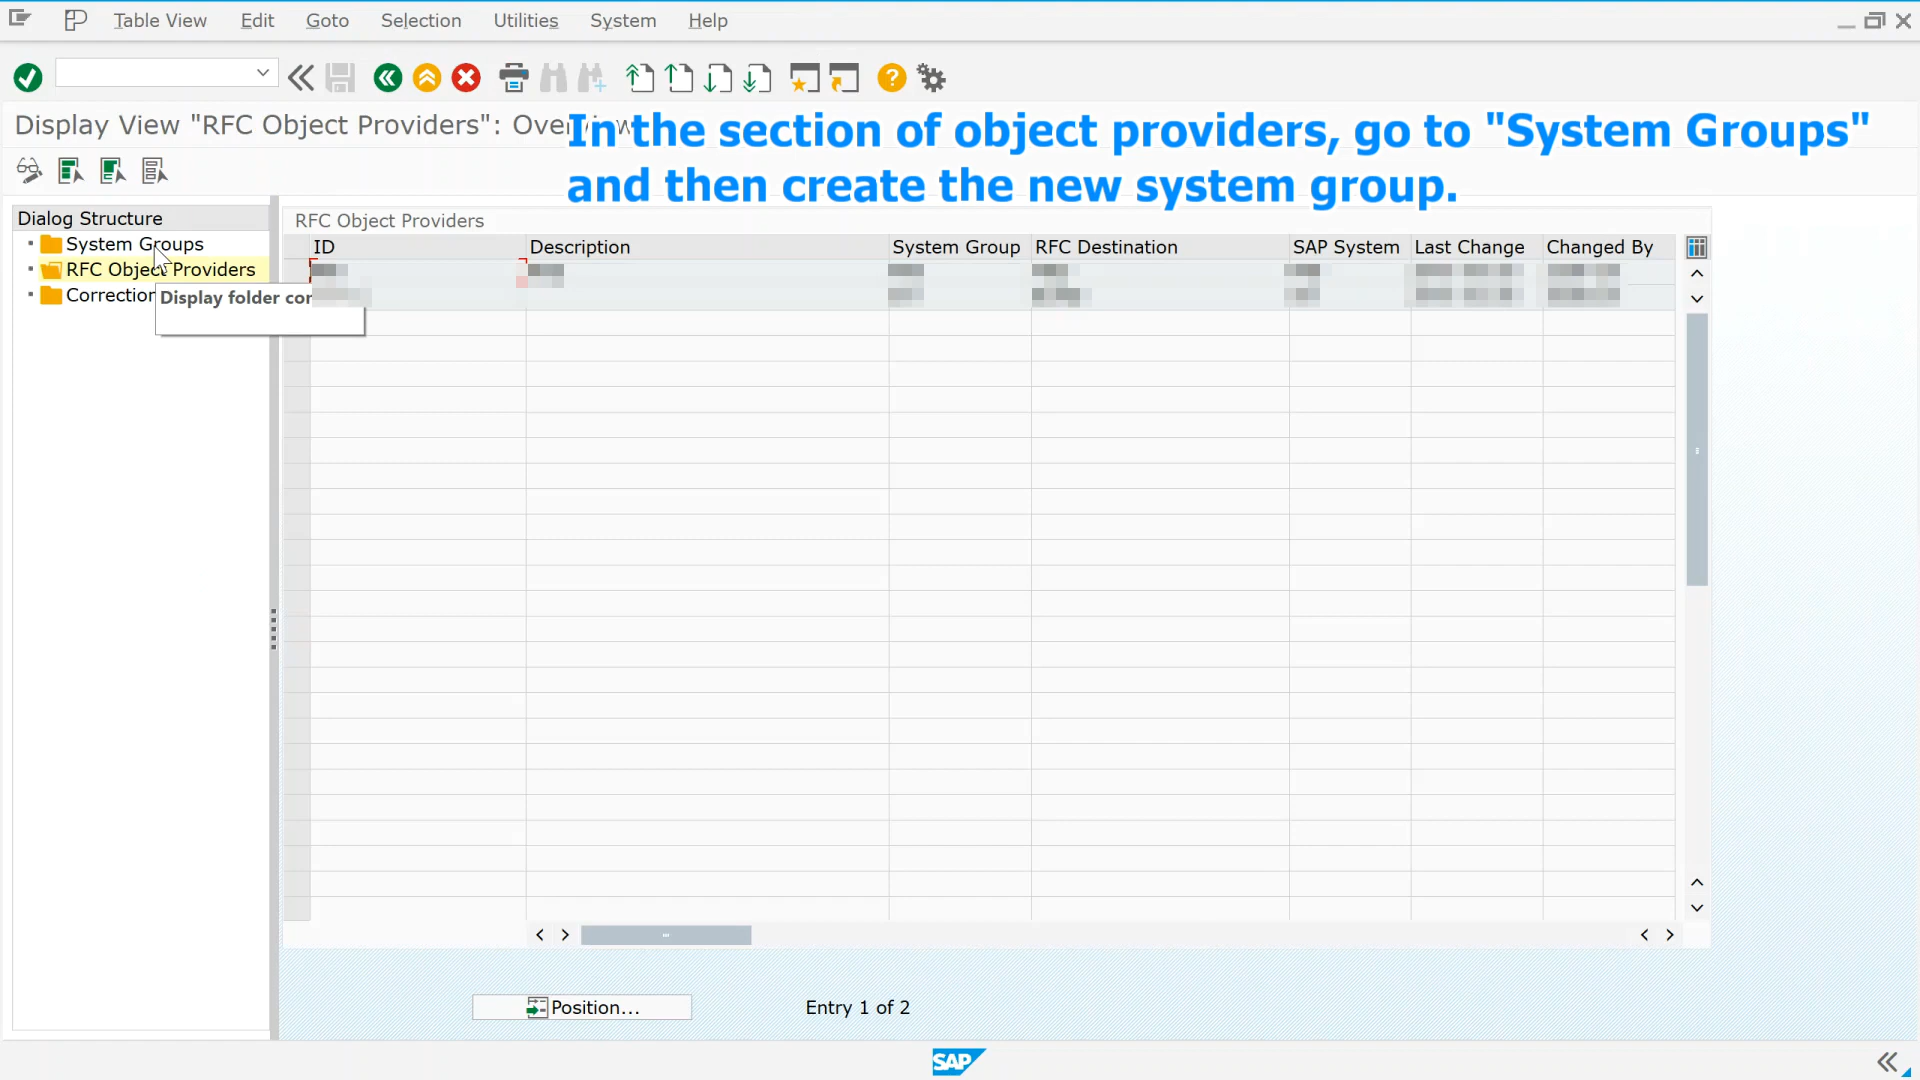 Table View Edit Goto Selection Utilities System Help
Display View "RFC Object Providers":
In the section of object providers, go to "System Groups"
and then create the new system group.
Dialog Structure
System Groups
RFC Object Providers
Correction
Display folder
RFC Object Providers
ID Description System Group RFC Destination SAP System Last Change Changed By
Position... Entry 1 of 2
SAP